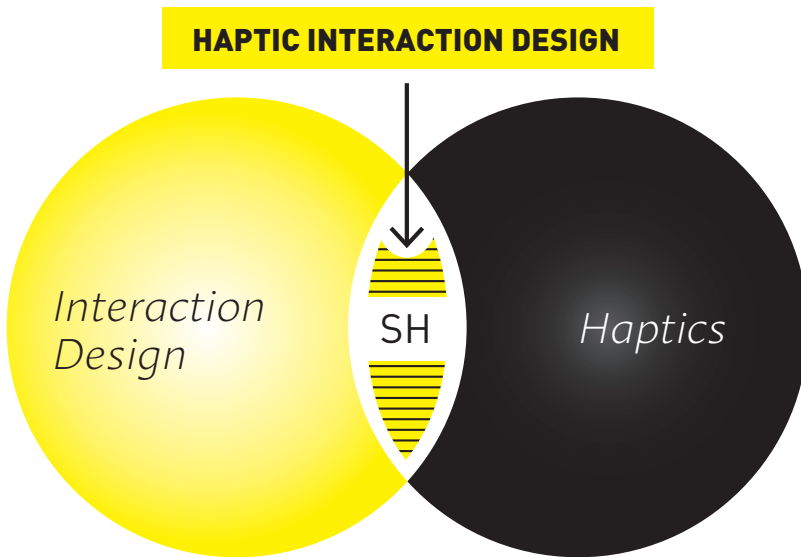 HAPTIC INTERACTION DESIGN
Interaction
Design
SH
Haptics